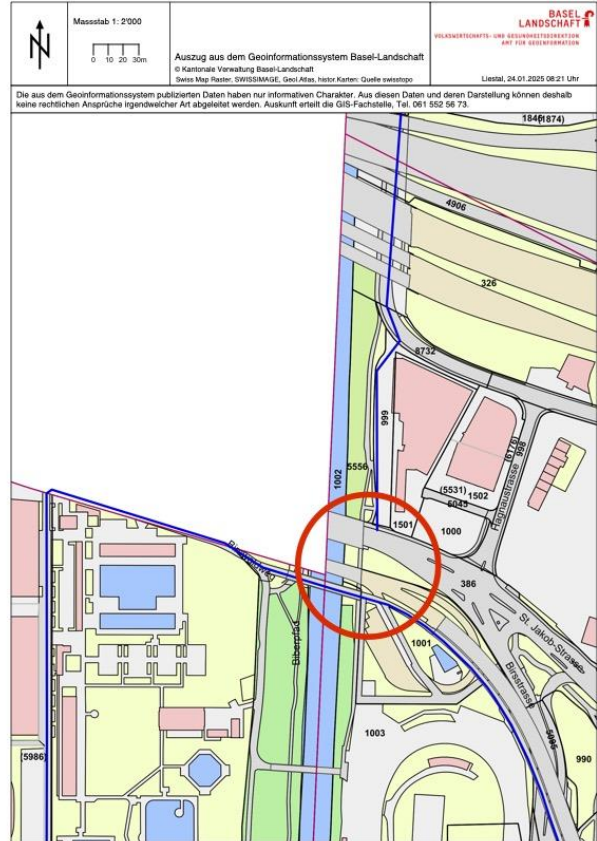 N
Massstab 1: 2'000
0 10 20 30m
Auszug aus dem Geoinformationssystem Basel-Landschaft
© Kantonale Verwaltung Basel-Landschaft
Swiss Map Raster, SWISSIMAGE, Geol.Atlas, histor.Karten: Quelle swisstopo
BASEL
LANDSCHAFT
VOLKSWIRTSCHAFTS- UND GESUNDHEITSDIREKTION
AMT FÜR GEOINFORMATION
Liestal, 24.01.2025 08:21 Uhr
Die aus dem Geoinformationssystem publizierten Daten haben nur informativen Charakter. Aus diesen Daten und deren Darstellung können deshalb
keine rechtlichen Ansprüche irgendwelcher Art abgeleitet werden. Auskunft erteilt die GIS-Fachstelle, Tel. 061 552 56 73.
(1874)
4906
326
8732
999
998
(6176)
Hagnaustrasse
1002
5556
(5531)
1502
5045
1501
1000
386
St. Jakob-Strasse
Biberpfad
1001
Birsstrasse
1003
(5986)
990